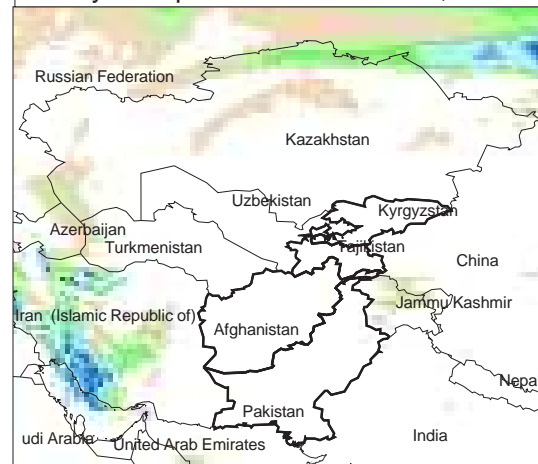 Russian Federation
Kazakhstan
Uzbekistan
Kyrgyzstan
Azerbaijan
Turkmenistan
Tajikistan
China
Jammu/Kashmir
Iran (Islamic Republic of)
Afghanistan
Nepa
Pakistan
India
udi Arabia
United Arab Emirates